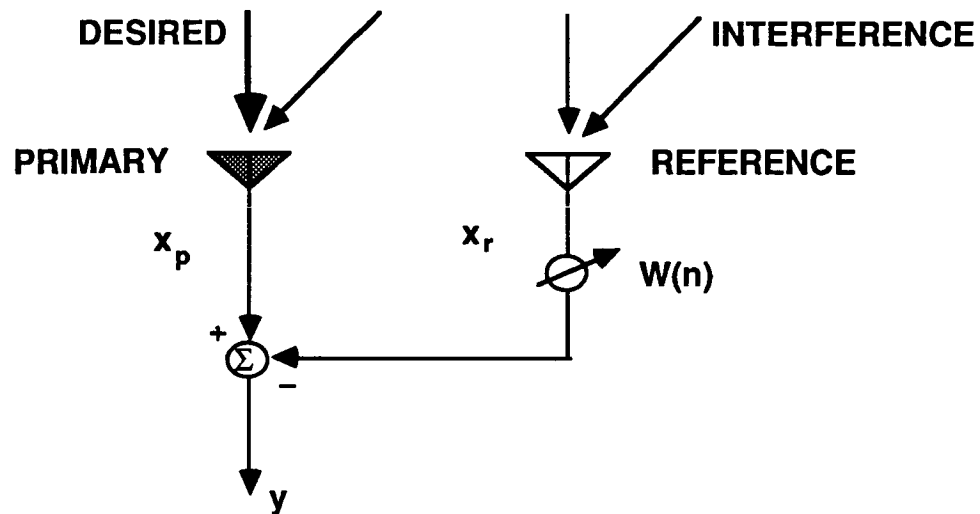 DESIRED
INTERFERENCE
PRIMARY
REFERENCE
x_p
x_r
W(n)
+
Σ
−
y